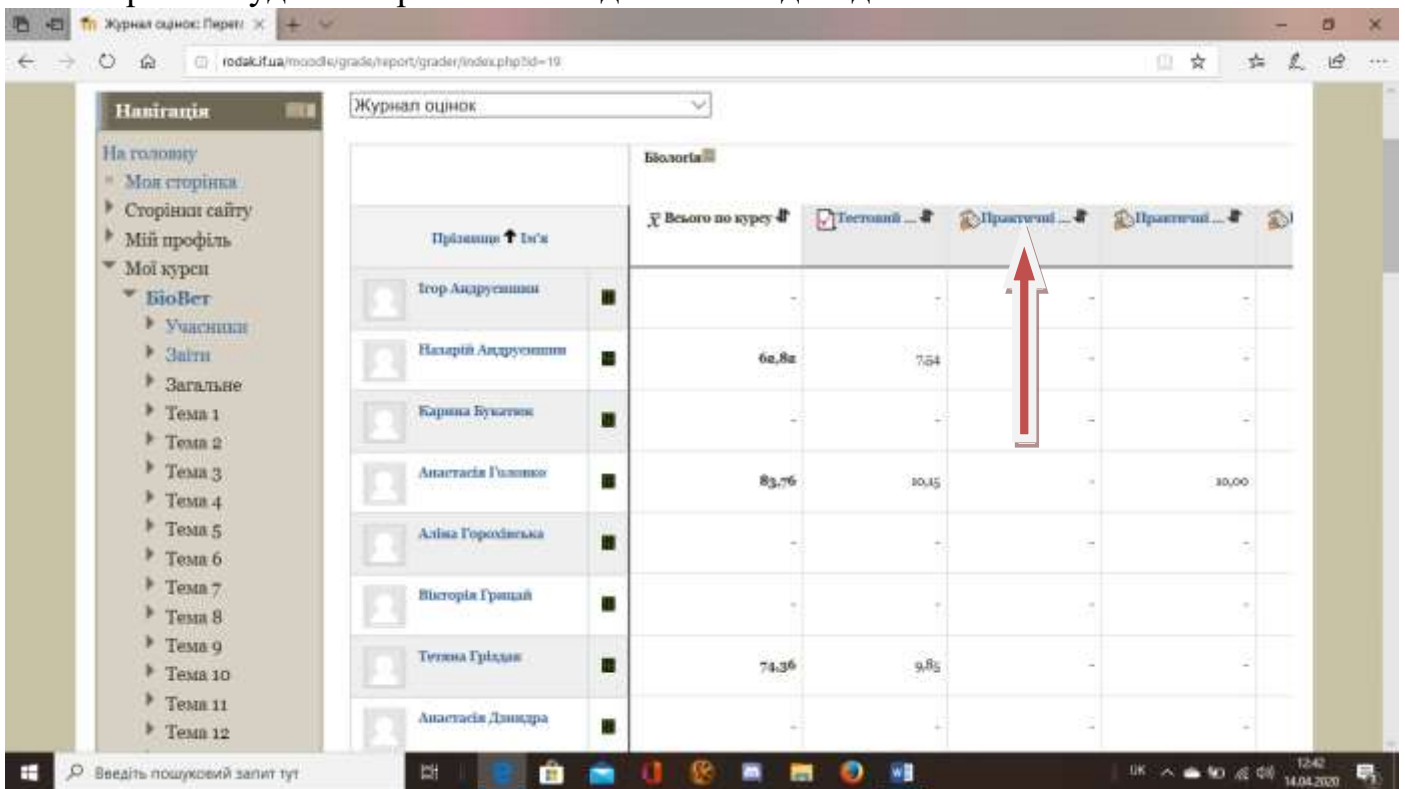 Журнал оцінок: Перегл
rodak.if.ua/moodle/grade/report/grader/index.php?id=19
Навігація
На головну
Моя сторінка
Сторінки сайту
Мій профіль
Мої курси
БіоВет
Учасники
Звіти
Загальне
Тема 1
Тема 2
Тема 3
Тема 4
Тема 5
Тема 6
Тема 7
Тема 8
Тема 9
Тема 10
Тема 11
Тема 12
Журнал оцінок
Біологія
Прізвище Ім'я
x̄ Всього по курсу
Тестовий ...
Практичні ...
Практичні ...
Ігор Андрусишин - - - -
Назарій Андрусишин 62,82 7,54 - -
Карина Букатюк - - - -
Анастасія Головко 83,76 10,15 - 10,00
Аліна Горохівська - - - -
Вікторія Грицай - - - -
Тетяна Гріздак 74,36 9,85 - -
Анастасія - - - -
Введіть пошуковий запит тут
UK
12:42
14.04.2020